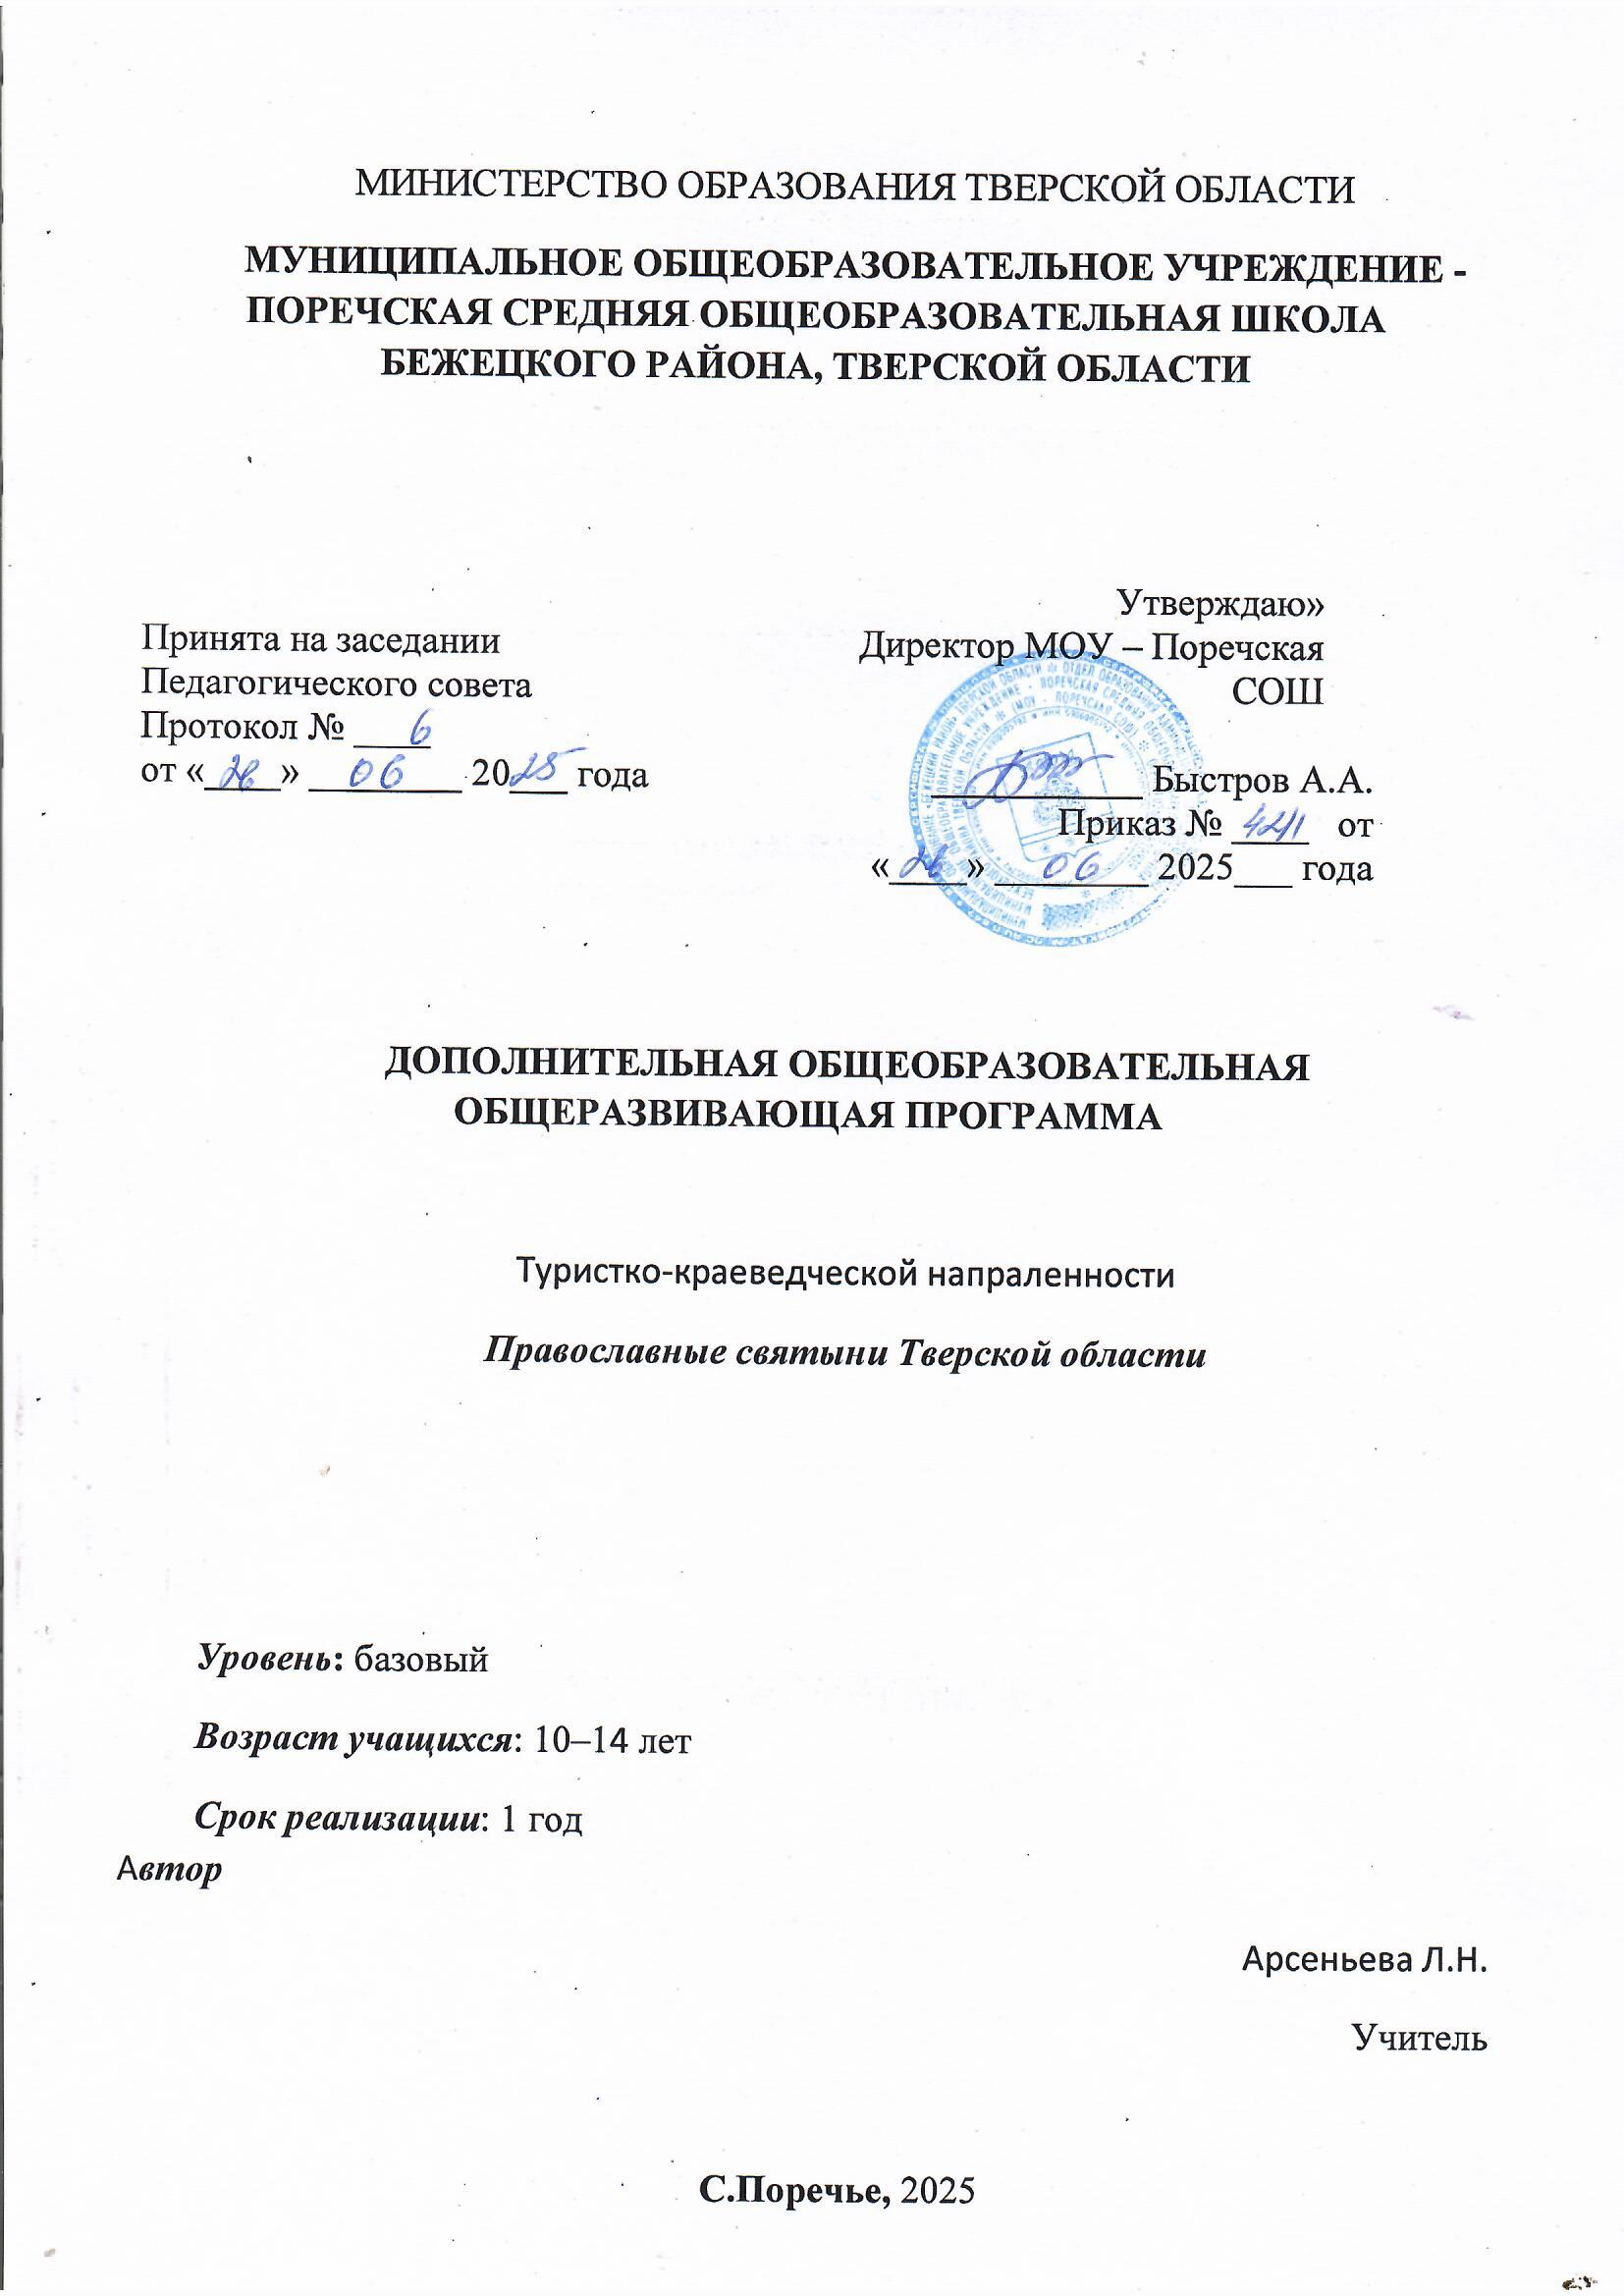 МИНИСТЕРСТВО ОБРАЗОВАНИЯ ТВЕРСКОЙ ОБЛАСТИ
МУНИЦИПАЛЬНОЕ ОБЩЕОБРАЗОВАТЕЛЬНОЕ УЧРЕЖДЕНИЕ -
ПОРЕЧСКАЯ СРЕДНЯЯ ОБЩЕОБРАЗОВАТЕЛЬНАЯ ШКОЛА
БЕЖЕЦКОГО РАЙОНА, ТВЕРСКОЙ ОБЛАСТИ
Принята на заседании
Педагогического совета
Протокол № 6
от «26» 06 2025 года
Утверждаю»
Директор МОУ – Поречская
СОШ
Быстров А.А.
Приказ № 42/1 от
«26» 06 2025___ года
ДОПОЛНИТЕЛЬНАЯ ОБЩЕОБРАЗОВАТЕЛЬНАЯ
ОБЩЕРАЗВИВАЮЩАЯ ПРОГРАММА
Туристко-краеведческой напраленности
Православные святыни Тверской области
Уровень: базовый
Возраст учащихся: 10–14 лет
Срок реализации: 1 год
Автор
Арсеньева Л.Н.
Учитель
С.Поречье, 2025